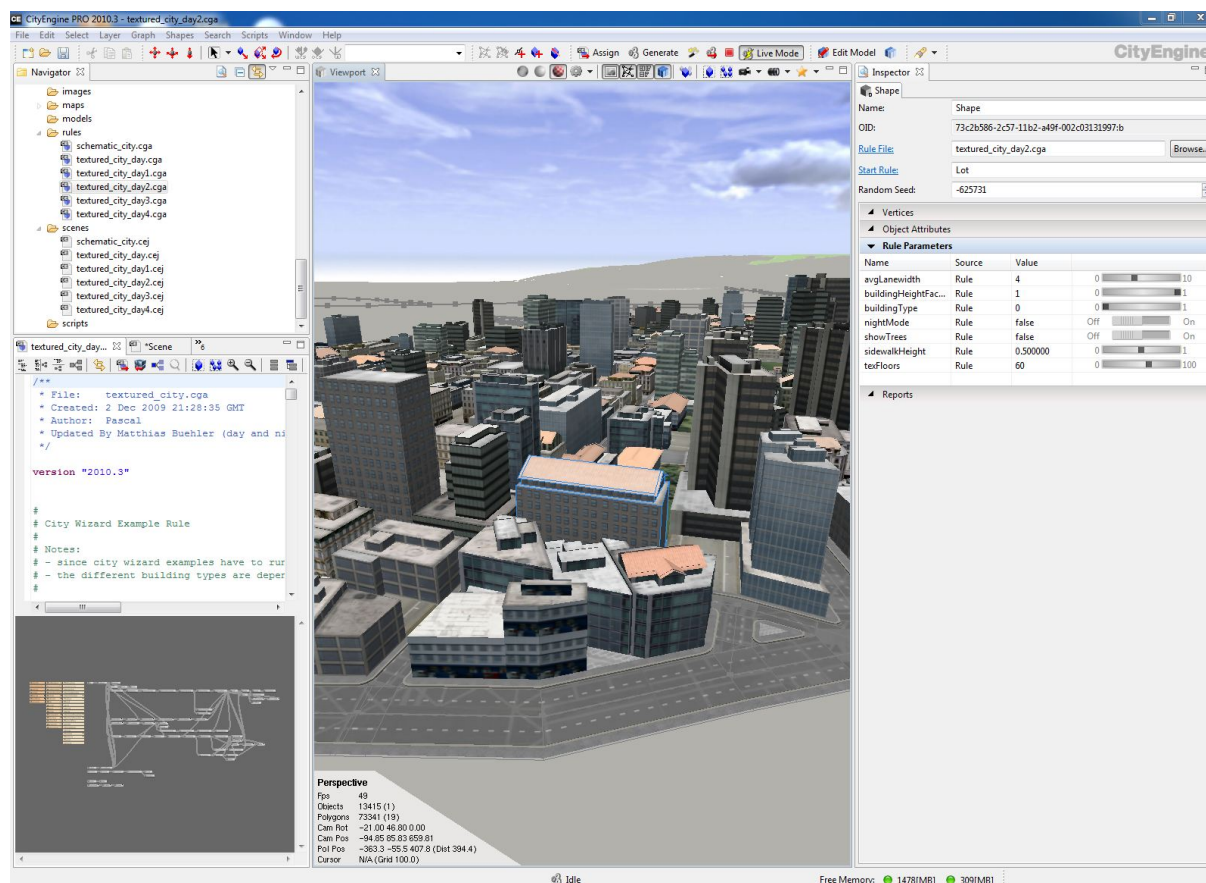 CityEngine PRO 2010.3 - textured_city_day2.cga
File Edit Select Layer Graph Shapes Search Scripts Window Help
Assign Generate Live Mode Edit Model CityEngine
Navigator
images
maps
models
rules
schematic_city.cga
textured_city_day.cga
textured_city_day1.cga
textured_city_day2.cga
textured_city_day3.cga
textured_city_day4.cga
scenes
schematic_city.cej
textured_city_day.cej
textured_city_day1.cej
textured_city_day2.cej
textured_city_day3.cej
textured_city_day4.cej
scripts
textured_city_day... *Scene »6
/**
* File: textured_city.cga
* Created: 2 Dec 2009 21:28:35 GMT
* Author: Pascal
* Updated By Matthias Buehler (day and ni
*/
version "2010.3"
#
# City Wizard Example Rule
#
# Notes:
# - since city wizard examples have to run
# - the different building types are deper
#
Viewport
Perspective
Fps 49
Objects 13415 (1)
Polygons 73341 (19)
Cam Rot -21.00 46.80 0.00
Cam Pos -94.85 85.83 659.81
PoI Pos -363.3 -55.5 407.8 (Dist 394.4)
Cursor N/A (Grid 100.0)
Inspector
Shape
Name: Shape
OID: 73c2b586-2c57-11b2-a49f-002c03131997:b
Rule File: textured_city_day2.cga Browse..
Start Rule: Lot
Random Seed: -625731
Vertices
Object Attributes
Rule Parameters
Name Source Value
avgLanewidth Rule 4 0 10
buildingHeightFac... Rule 1 0 1
buildingType Rule 0 0 1
nightMode Rule false Off On
showTrees Rule false Off On
sidewalkHeight Rule 0.500000 0 1
texFloors Rule 60 0 100
Reports
Idle Free Memory: 1478[MB] 309[MB]